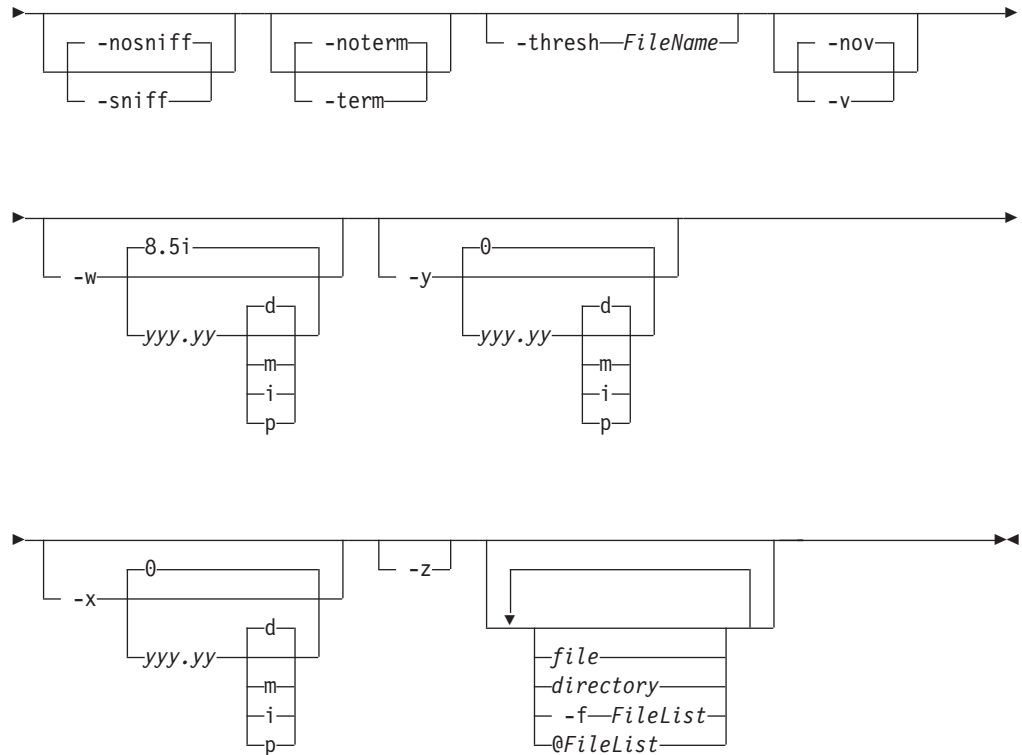 -nosniff -noterm -thresh FileName -nov
-sniff -term -v
8.5i 0
-w -y
d d
yyy.yy yyy.yy
m m
i i
p p
0
-x -z
d
yyy.yy file
m directory
i -f FileList
p @FileList